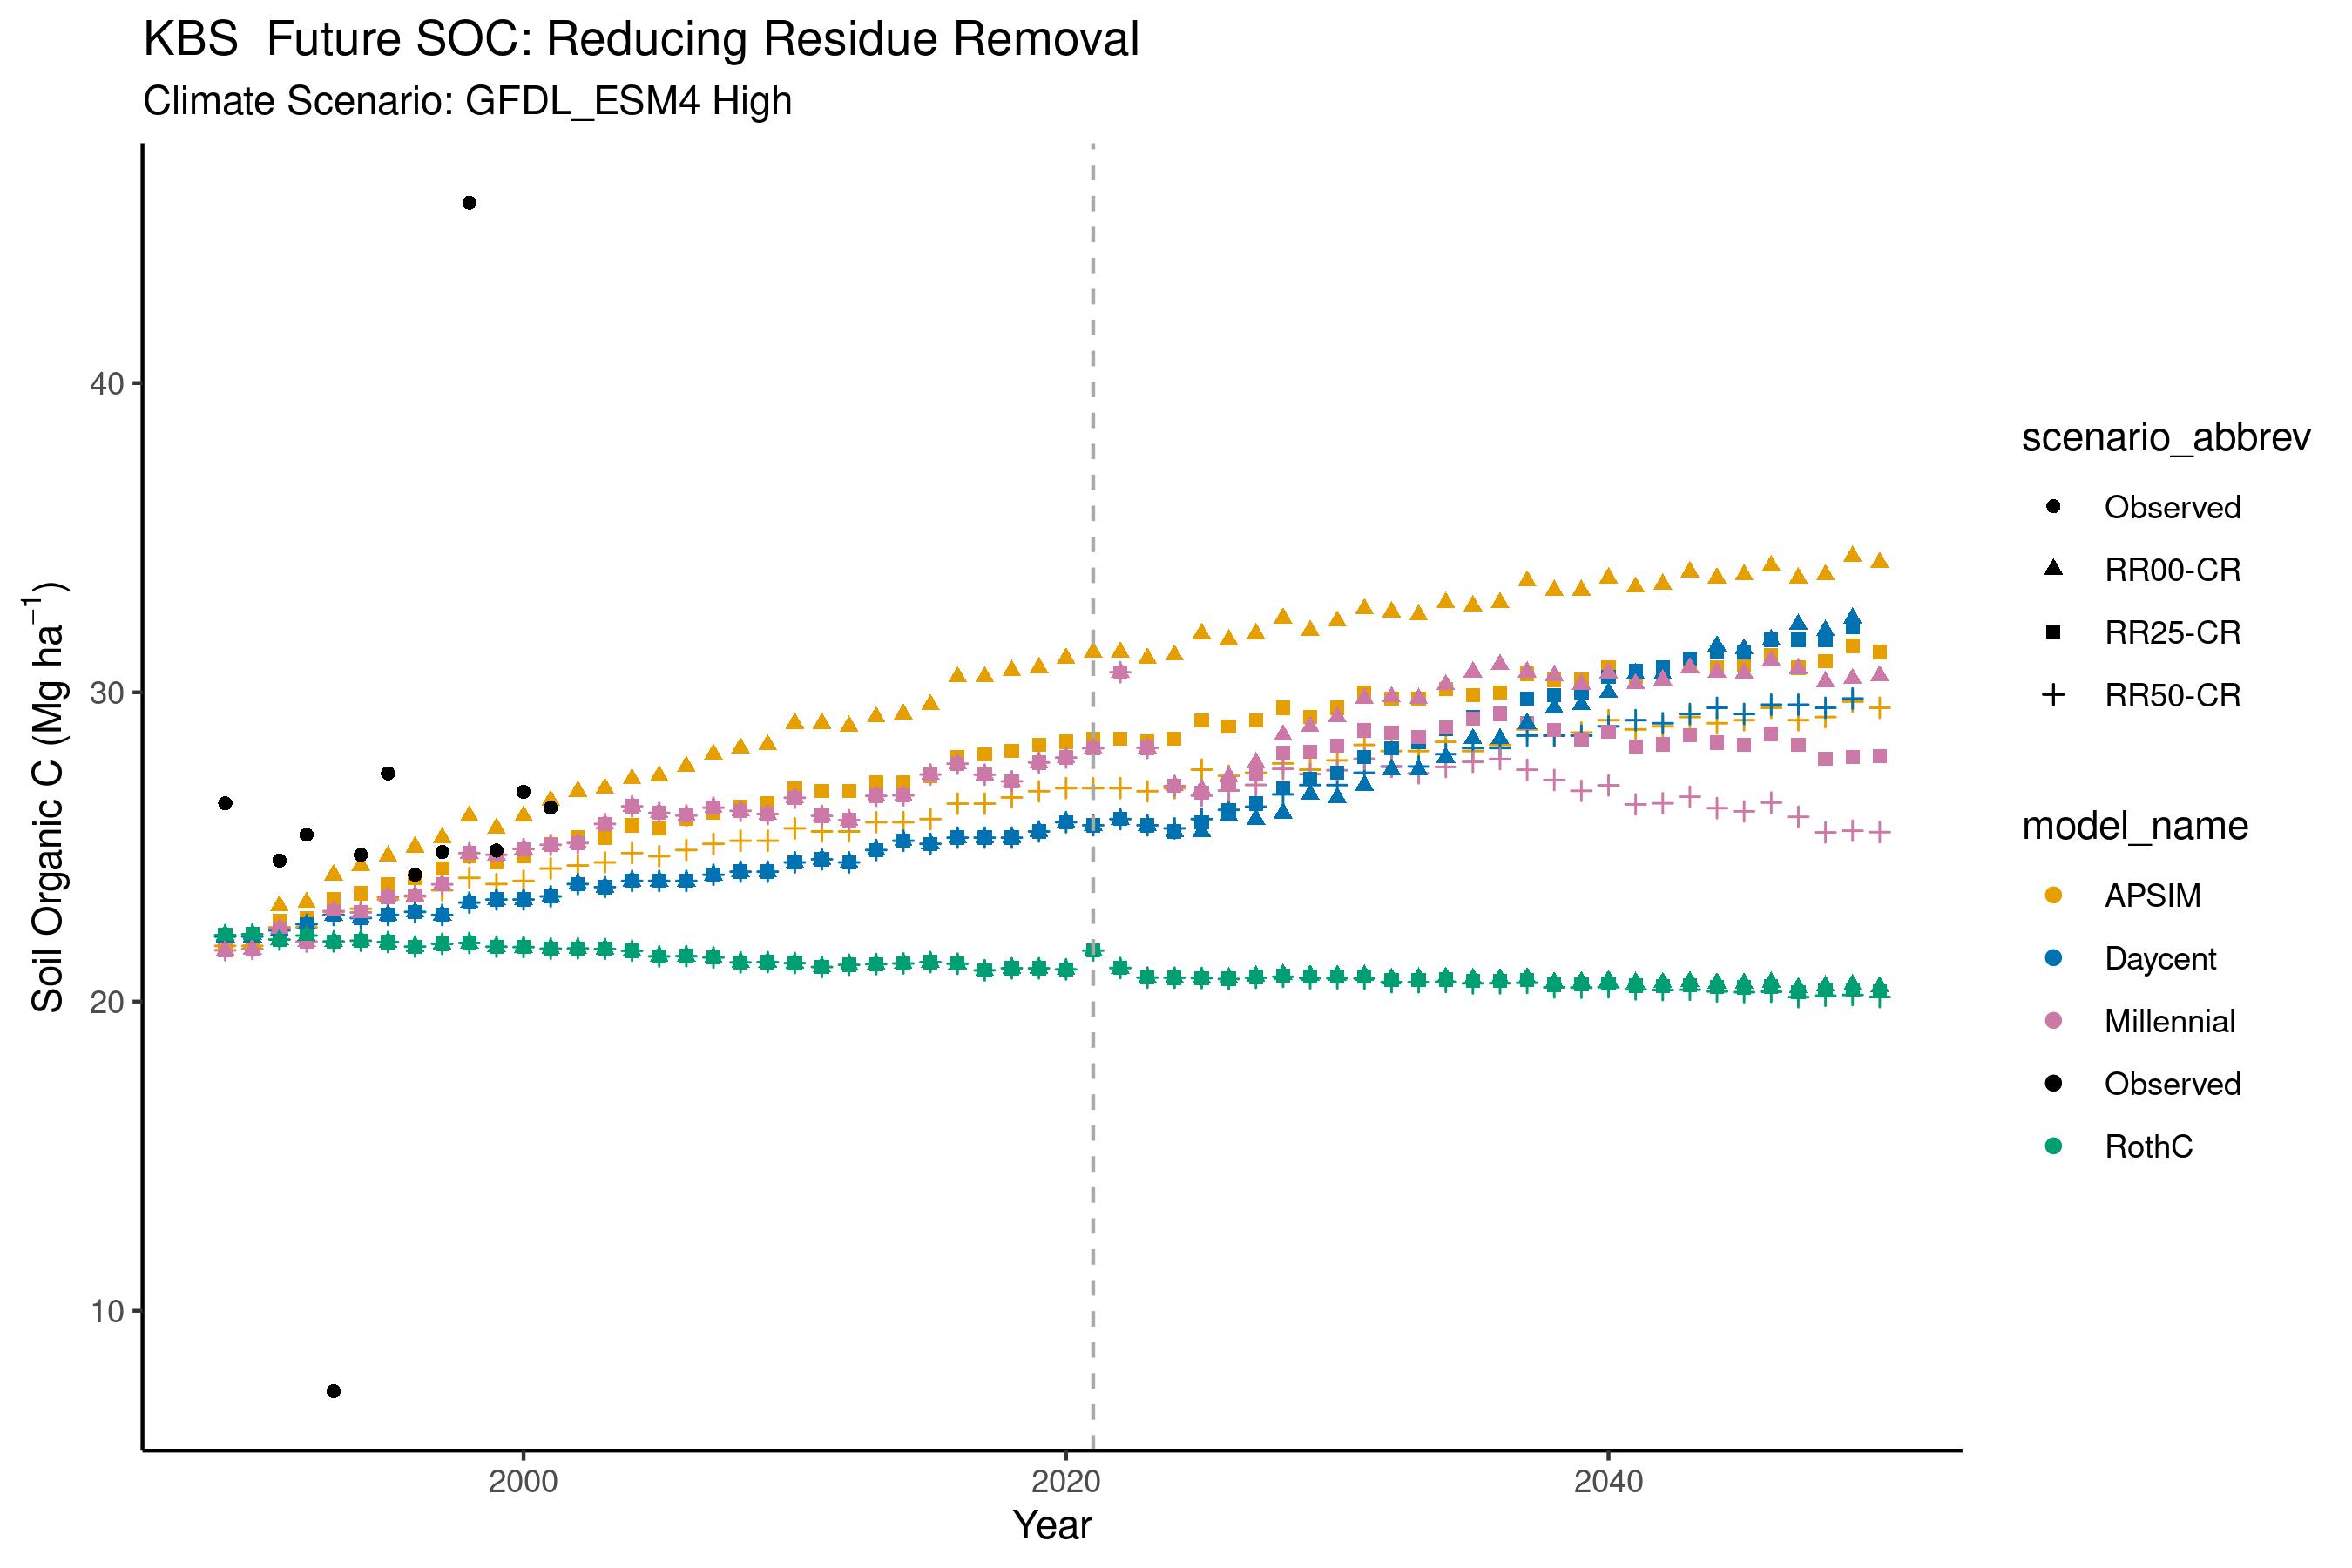 KBS  Future SOC: Reducing Residue Removal
Climate Scenario: GFDL_ESM4 High
Soil Organic C (Mg ha⁻¹)
40
30
20
10
2000
2020
2040
Year
scenario_abbrev
Observed
RR00-CR
RR25-CR
RR50-CR
model_name
APSIM
Daycent
Millennial
Observed
RothC